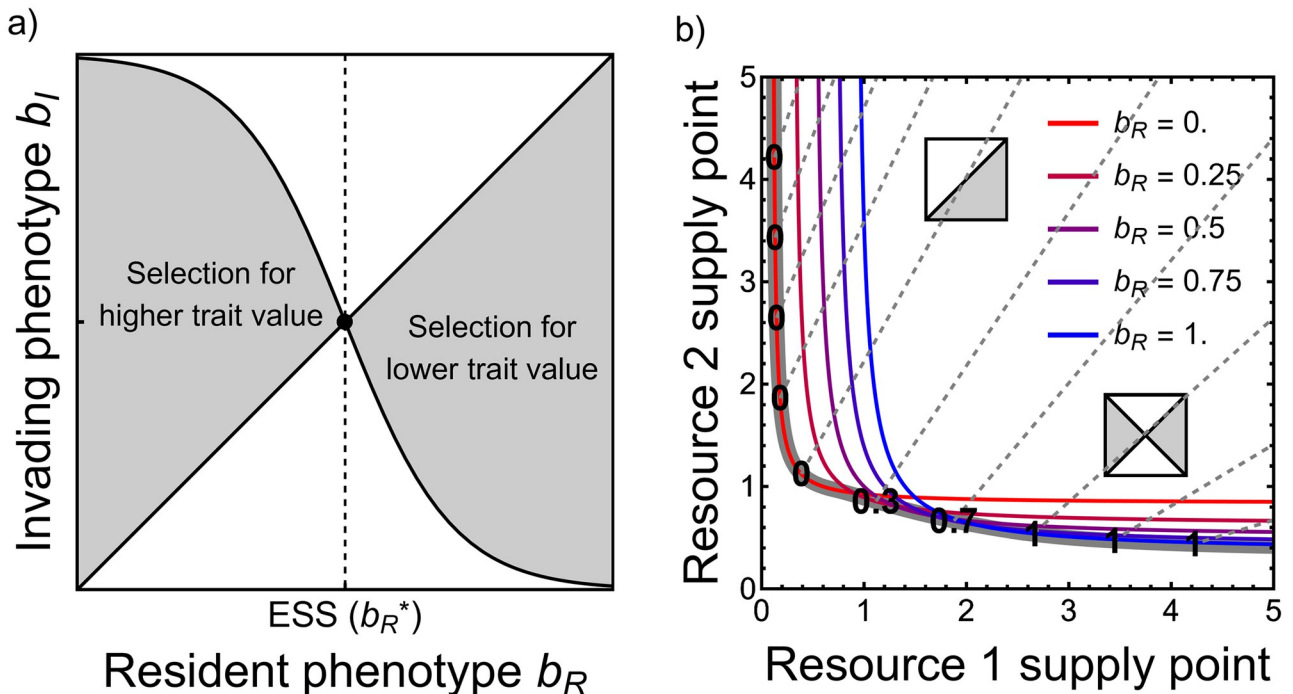 a)
Invading phenotype b_I
Selection for
higher trait value
Selection for
lower trait value
ESS (b_R*)
Resident phenotype b_R
b)
Resource 2 supply point
5
4
3
2
1
0
b_R = 0.
b_R = 0.25
b_R = 0.5
b_R = 0.75
b_R = 1.
0
0
0
0
0
0.3
0.7
1
1
1
0 1 2 3 4 5
Resource 1 supply point